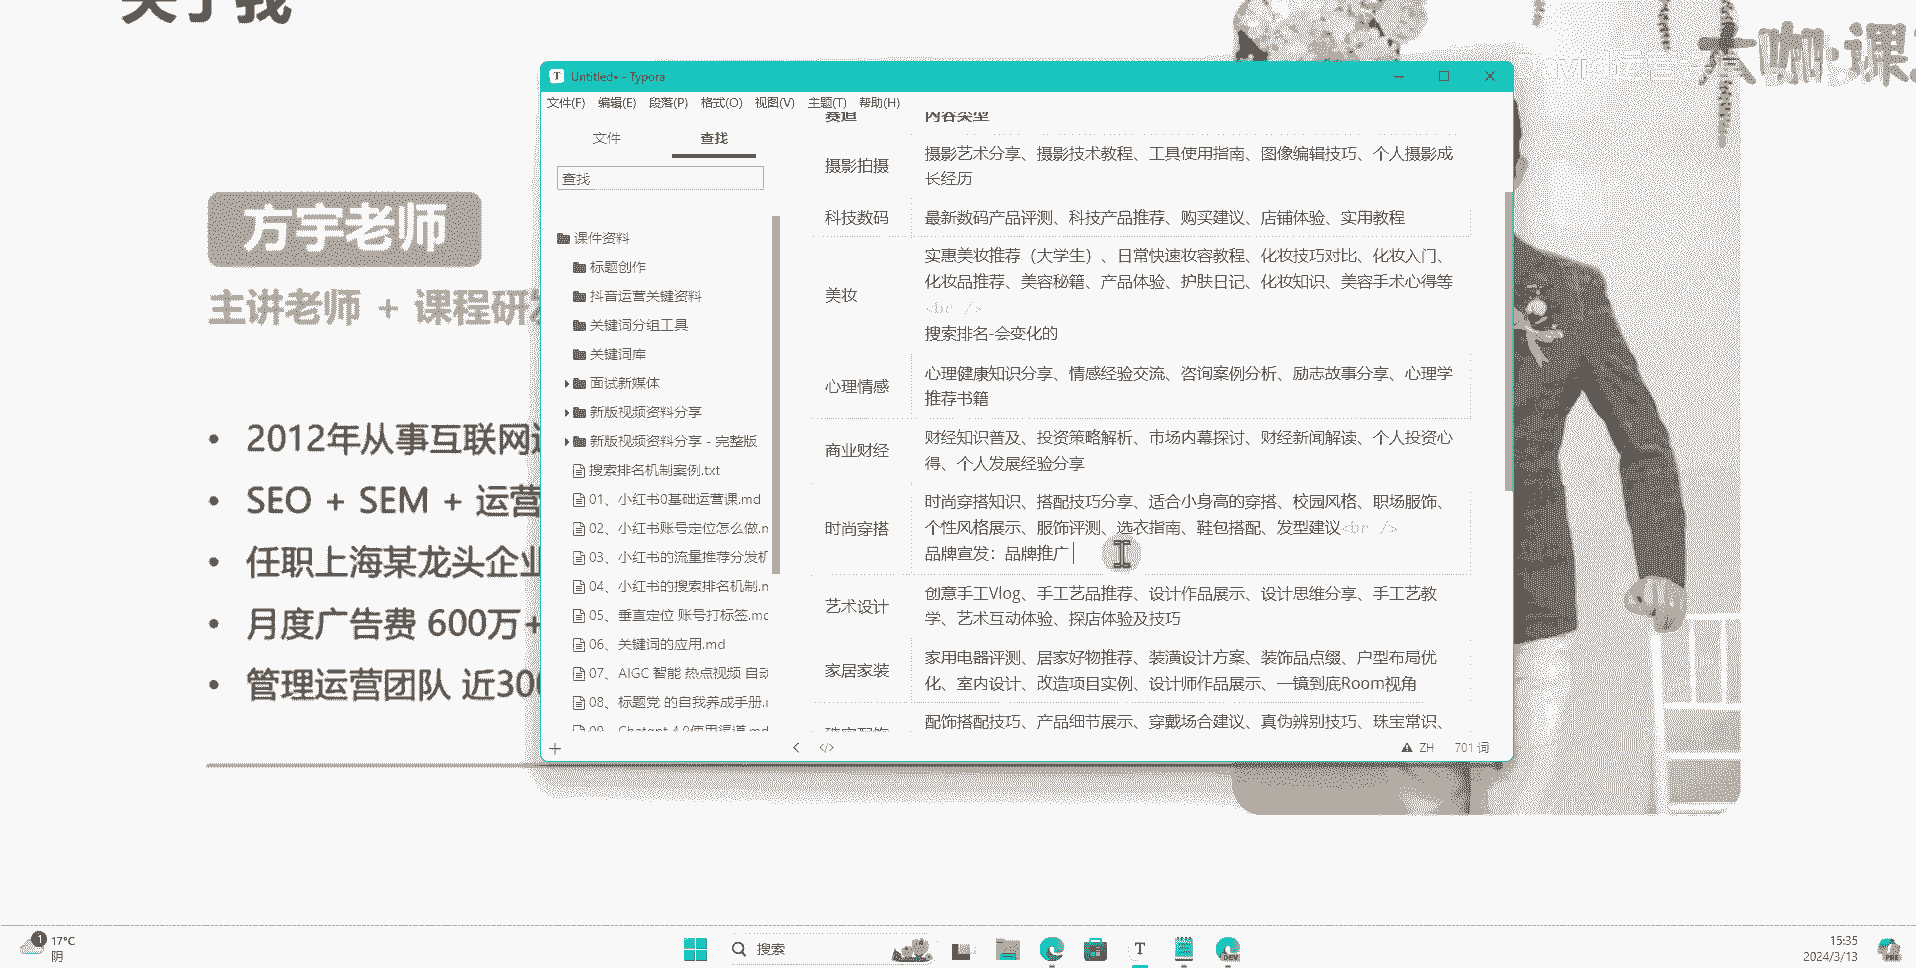 关于我
大咖·课
方宇老师
主讲老师 + 课程研发
2012年从事互联网
SEO + SEM + 运营
任职上海某龙头企业
月度广告费 600万+
管理运营团队 近300
Untitled• - Typora
文件(F) 编辑(E) 段落(P) 格式(O) 视图(V) 主题(T) 帮助(H)
文件 查找
查找
课件资料
标题创作
抖音运营关键资料
关键词分组工具
关键词库
面试新媒体
新版视频资料分享
新版视频资料分享 - 完整版
搜索排名机制案例.txt
01、小红书0基础运营课.md
02、小红书账号定位怎么做.m
03、小红书的流量推荐分发机
04、小红书的搜索排名机制.m
05、垂直定位 账号打标签.md
06、关键词的应用.md
07、AIGC 智能 热点视频 自动
08、标题党 的自我养成手册.
09、Chatgpt 4.0使用渠道.md
赛道 内容类型
摄影拍摄
摄影艺术分享、摄影技术教程、工具使用指南、图像编辑技巧、个人摄影成
长经历
科技数码
最新数码产品评测、科技产品推荐、购买建议、店铺体验、实用教程
美妆
实惠美妆推荐（大学生）、日常快速妆容教程、化妆技巧对比、化妆入门、
化妆品推荐、美容秘籍、产品体验、护肤日记、化妆知识、美容手术心得等
<br />
搜索排名-会变化的
心理情感
心理健康知识分享、情感经验交流、咨询案例分析、励志故事分享、心理学
推荐书籍
商业财经
财经知识普及、投资策略解析、市场内幕探讨、财经新闻解读、个人投资心
得、个人发展经验分享
时尚穿搭
时尚穿搭知识、搭配技巧分享、适合小身高的穿搭、校园风格、职场服饰、
个性风格展示、服饰评测、选衣指南、鞋包搭配、发型建议<br />
品牌宣发：品牌推广
艺术设计
创意手工Vlog、手工艺品推荐、设计作品展示、设计思维分享、手工艺教
学、艺术互动体验、探店体验及技巧
家居家装
家用电器评测、居家好物推荐、装潢设计方案、装饰品点缀、户型布局优
化、室内设计、改造项目实例、设计师作品展示、一镜到底Room视角
珠宝配饰
配饰搭配技巧、产品细节展示、穿戴场合建议、真伪辨别技巧、珠宝常识、
</> ZH 701 词
1 17°C
阴
搜索
DEV
15:35
2024/3/13
PRE